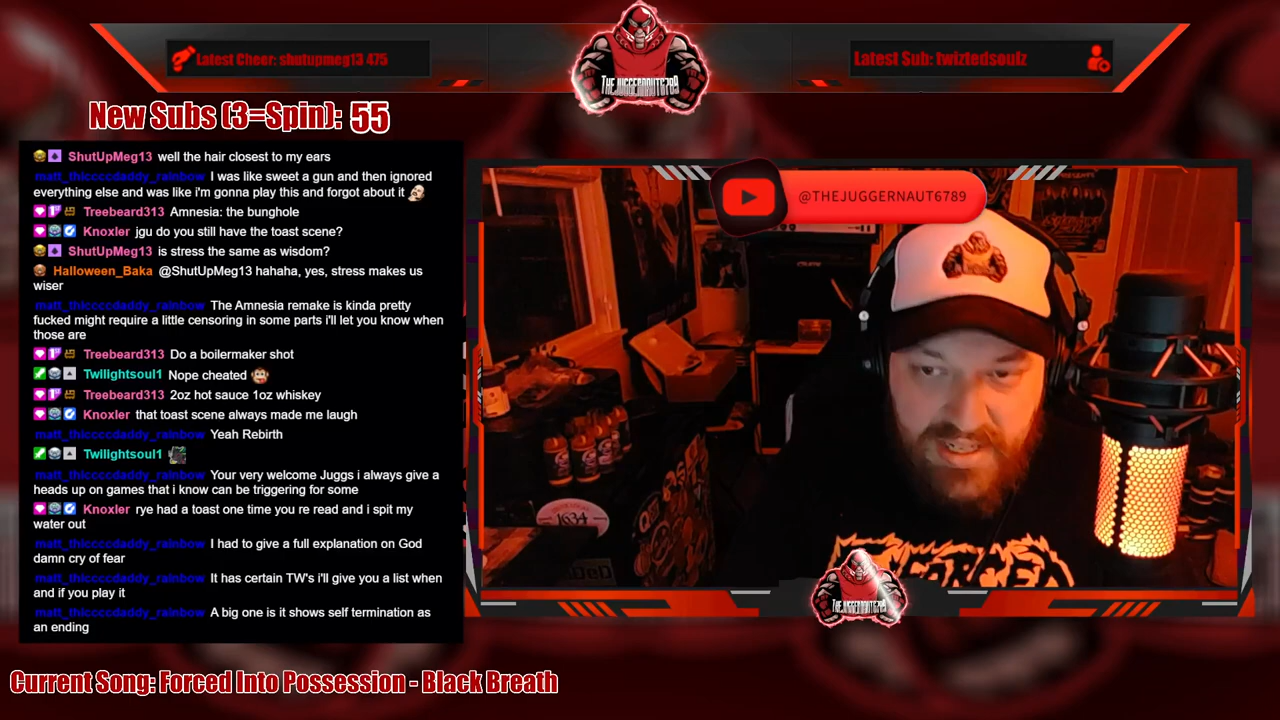 Latest Cheer: shutupmeg13 475
THEJUGGERNAUT6789
Latest Sub: twiztedsoulz
New Subs (3=Spin): 55
ShutUpMeg13 well the hair closest to my ears
matt_thiccccdaddy_rainbow I was like sweet a gun and then ignored
everything else and was like i'm gonna play this and forgot about it
Treebeard313 Amnesia: the bunghole
Knoxler jgu do you still have the toast scene?
ShutUpMeg13 is stress the same as wisdom?
Halloween_Baka @ShutUpMeg13 hahaha, yes, stress makes us
wiser
matt_thiccccdaddy_rainbow The Amnesia remake is kinda pretty
fucked might require a little censoring in some parts i'll let you know when
those are
Treebeard313 Do a boilermaker shot
Twilightsoul1 Nope cheated
Treebeard313 2oz hot sauce 1oz whiskey
Knoxler that toast scene always made me laugh
matt_thiccccdaddy_rainbow Yeah Rebirth
Twilightsoul1
matt_thiccccdaddy_rainbow Your very welcome Juggs i always give a
heads up on games that i know can be triggering for some
Knoxler rye had a toast one time you re read and i spit my
water out
matt_thiccccdaddy_rainbow I had to give a full explanation on God
damn cry of fear
matt_thiccccdaddy_rainbow It has certain TW's i'll give you a list when
and if you play it
matt_thiccccdaddy_rainbow A big one is it shows self termination as
an ending
@THEJUGGERNAUT6789
1634
THEJUGGERNAUT6789
Current Song: Forced Into Possession - Black Breath